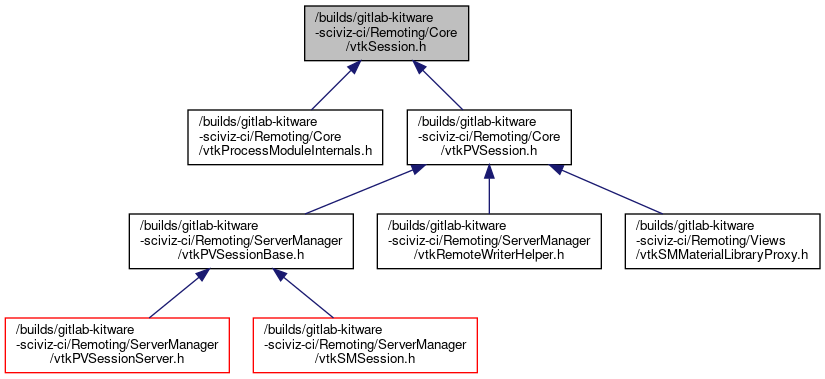 /builds/gitlab-kitware
-sciviz-ci/Remoting/Core
/vtkSession.h
/builds/gitlab-kitware
-sciviz-ci/Remoting/Core
/vtkProcessModuleInternals.h
/builds/gitlab-kitware
-sciviz-ci/Remoting/Core
/vtkPVSession.h
/builds/gitlab-kitware
-sciviz-ci/Remoting/ServerManager
/vtkPVSessionBase.h
/builds/gitlab-kitware
-sciviz-ci/Remoting/ServerManager
/vtkRemoteWriterHelper.h
/builds/gitlab-kitware
-sciviz-ci/Remoting/Views
/vtkSMMaterialLibraryProxy.h
/builds/gitlab-kitware
-sciviz-ci/Remoting/ServerManager
/vtkPVSessionServer.h
/builds/gitlab-kitware
-sciviz-ci/Remoting/ServerManager
/vtkSMSession.h